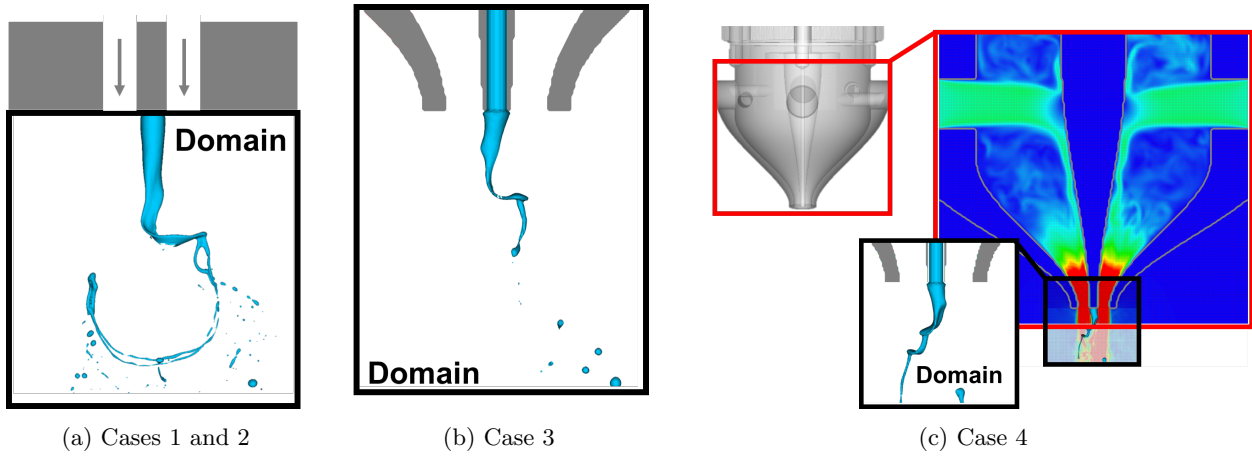 Domain
Domain
Domain
(a) Cases 1 and 2
(b) Case 3
(c) Case 4